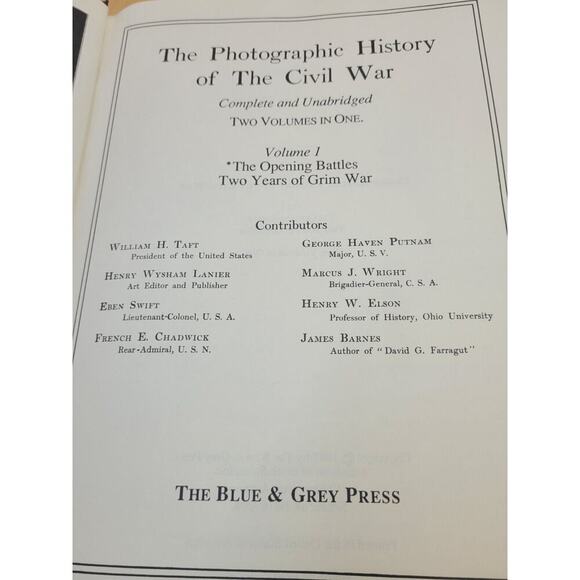 The Photographic History
of The Civil War
Complete and Unabridged
TWO VOLUMES IN ONE.
Volume I
*The Opening Battles
Two Years of Grim War
Contributors
WILLIAM H. TAFT
President of the United States
HENRY WYSHAM LANIER
Art Editor and Publisher
EBEN SWIFT
Lieutenant-Colonel, U. S. A.
FRENCH E. CHADWICK
Rear-Admiral, U. S. N.
GEORGE HAVEN PUTNAM
Major, U. S. V.
MARCUS J. WRIGHT
Brigadier-General, C. S. A.
HENRY W. ELSON
Professor of History, Ohio University
JAMES BARNES
Author of "David G. Farragut"
THE BLUE & GREY PRESS